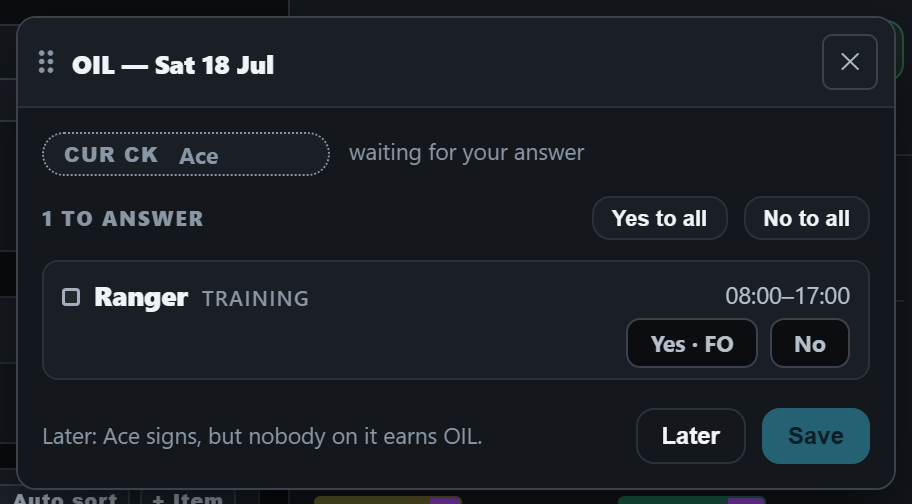 OIL — Sat 18 Jul
CUR CK Ace waiting for your answer
1 TO ANSWER Yes to all No to all
Ranger TRAINING 08:00–17:00
Yes · FO No
Later: Ace signs, but nobody on it earns OIL. Later Save
Auto sort + Item